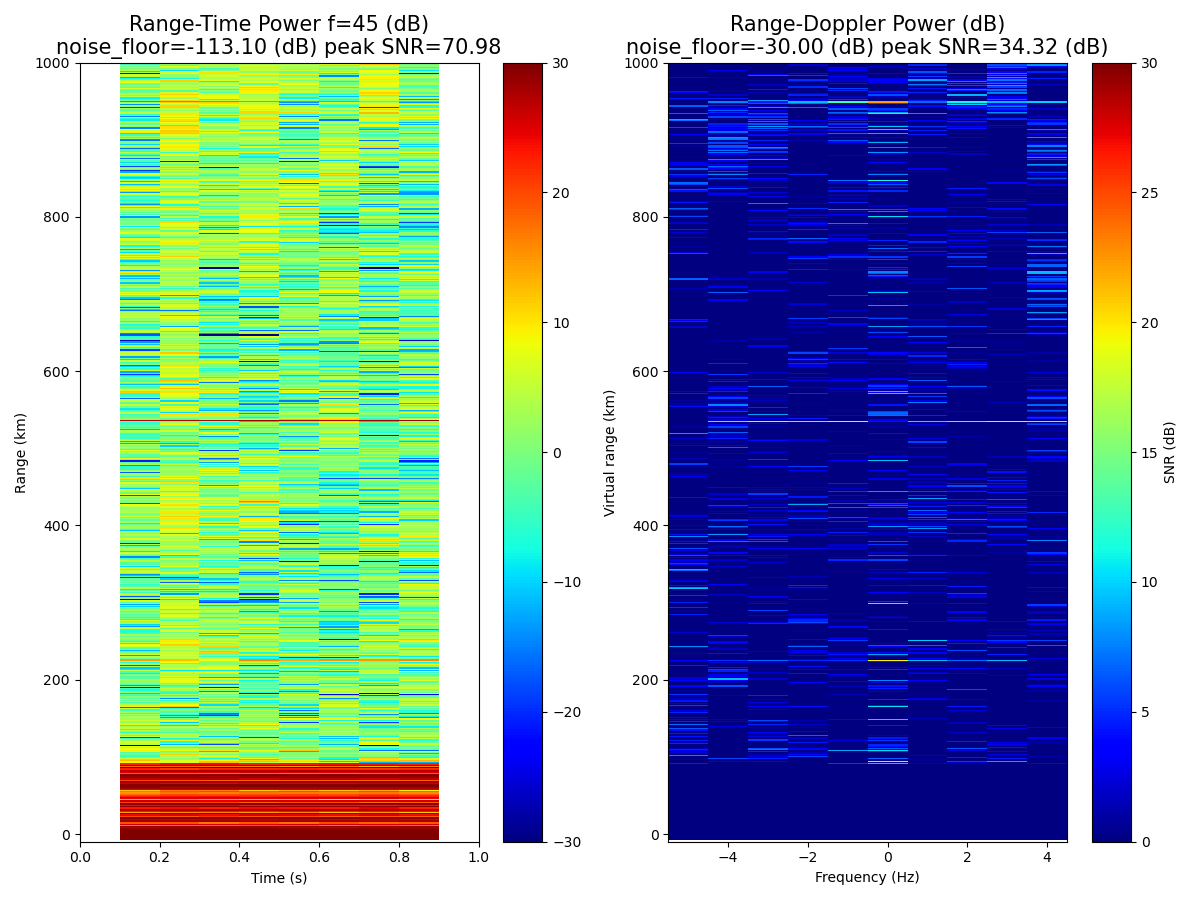 Range-Time Power f=45 (dB)
noise_floor=-113.10 (dB) peak SNR=70.98
1000
800
600
400
200
0
Range (km)
0.0 0.2 0.4 0.6 0.8 1.0
Time (s)
30
20
10
0
−10
−20
−30
Range-Doppler Power (dB)
noise_floor=-30.00 (dB) peak SNR=34.32 (dB)
1000
800
600
400
200
0
Virtual range (km)
−4 −2 0 2 4
Frequency (Hz)
30
25
20
15
10
5
0
SNR (dB)